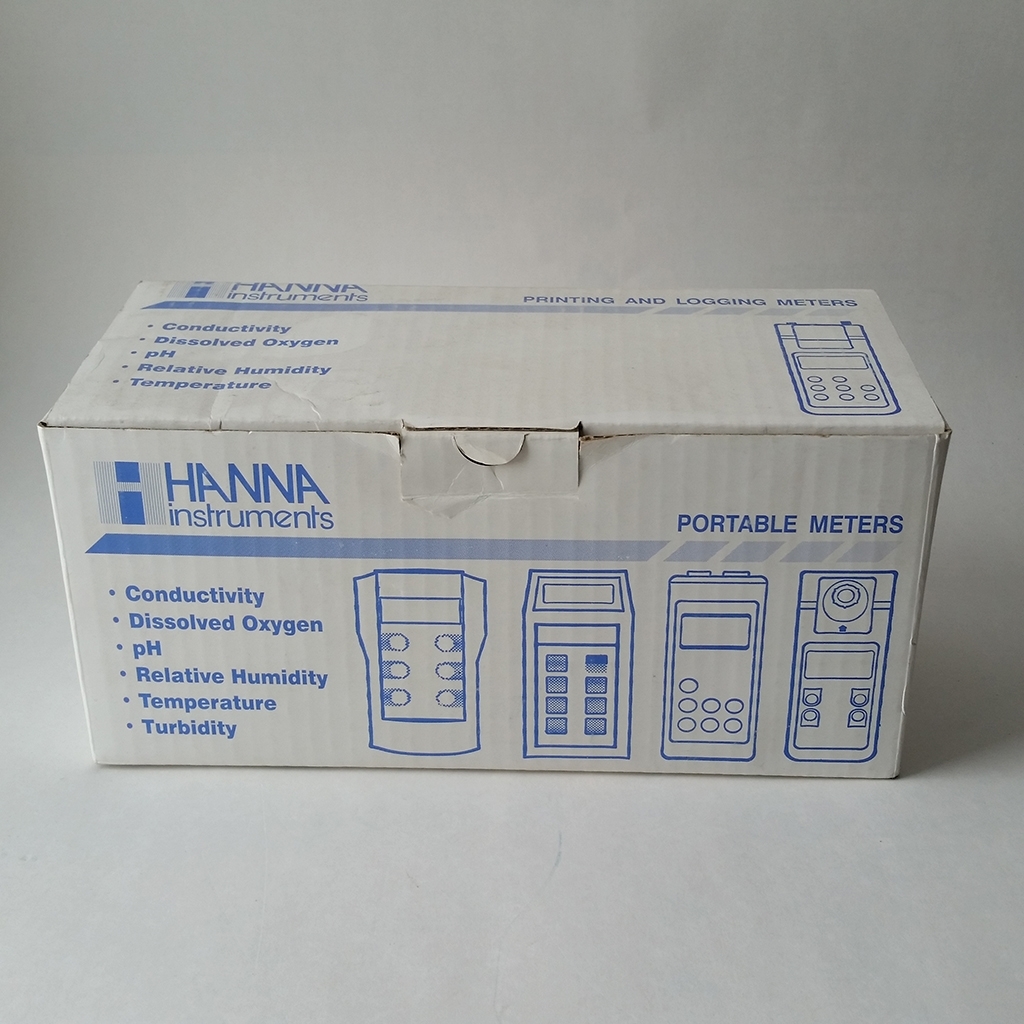 HANNA
instruments
PRINTING AND LOGGING METERS
• Conductivity
• Dissolved Oxygen
• pH
• Relative Humidity
• Temperature
HANNA
instruments
PORTABLE METERS
• Conductivity
• Dissolved Oxygen
• pH
• Relative Humidity
• Temperature
• Turbidity